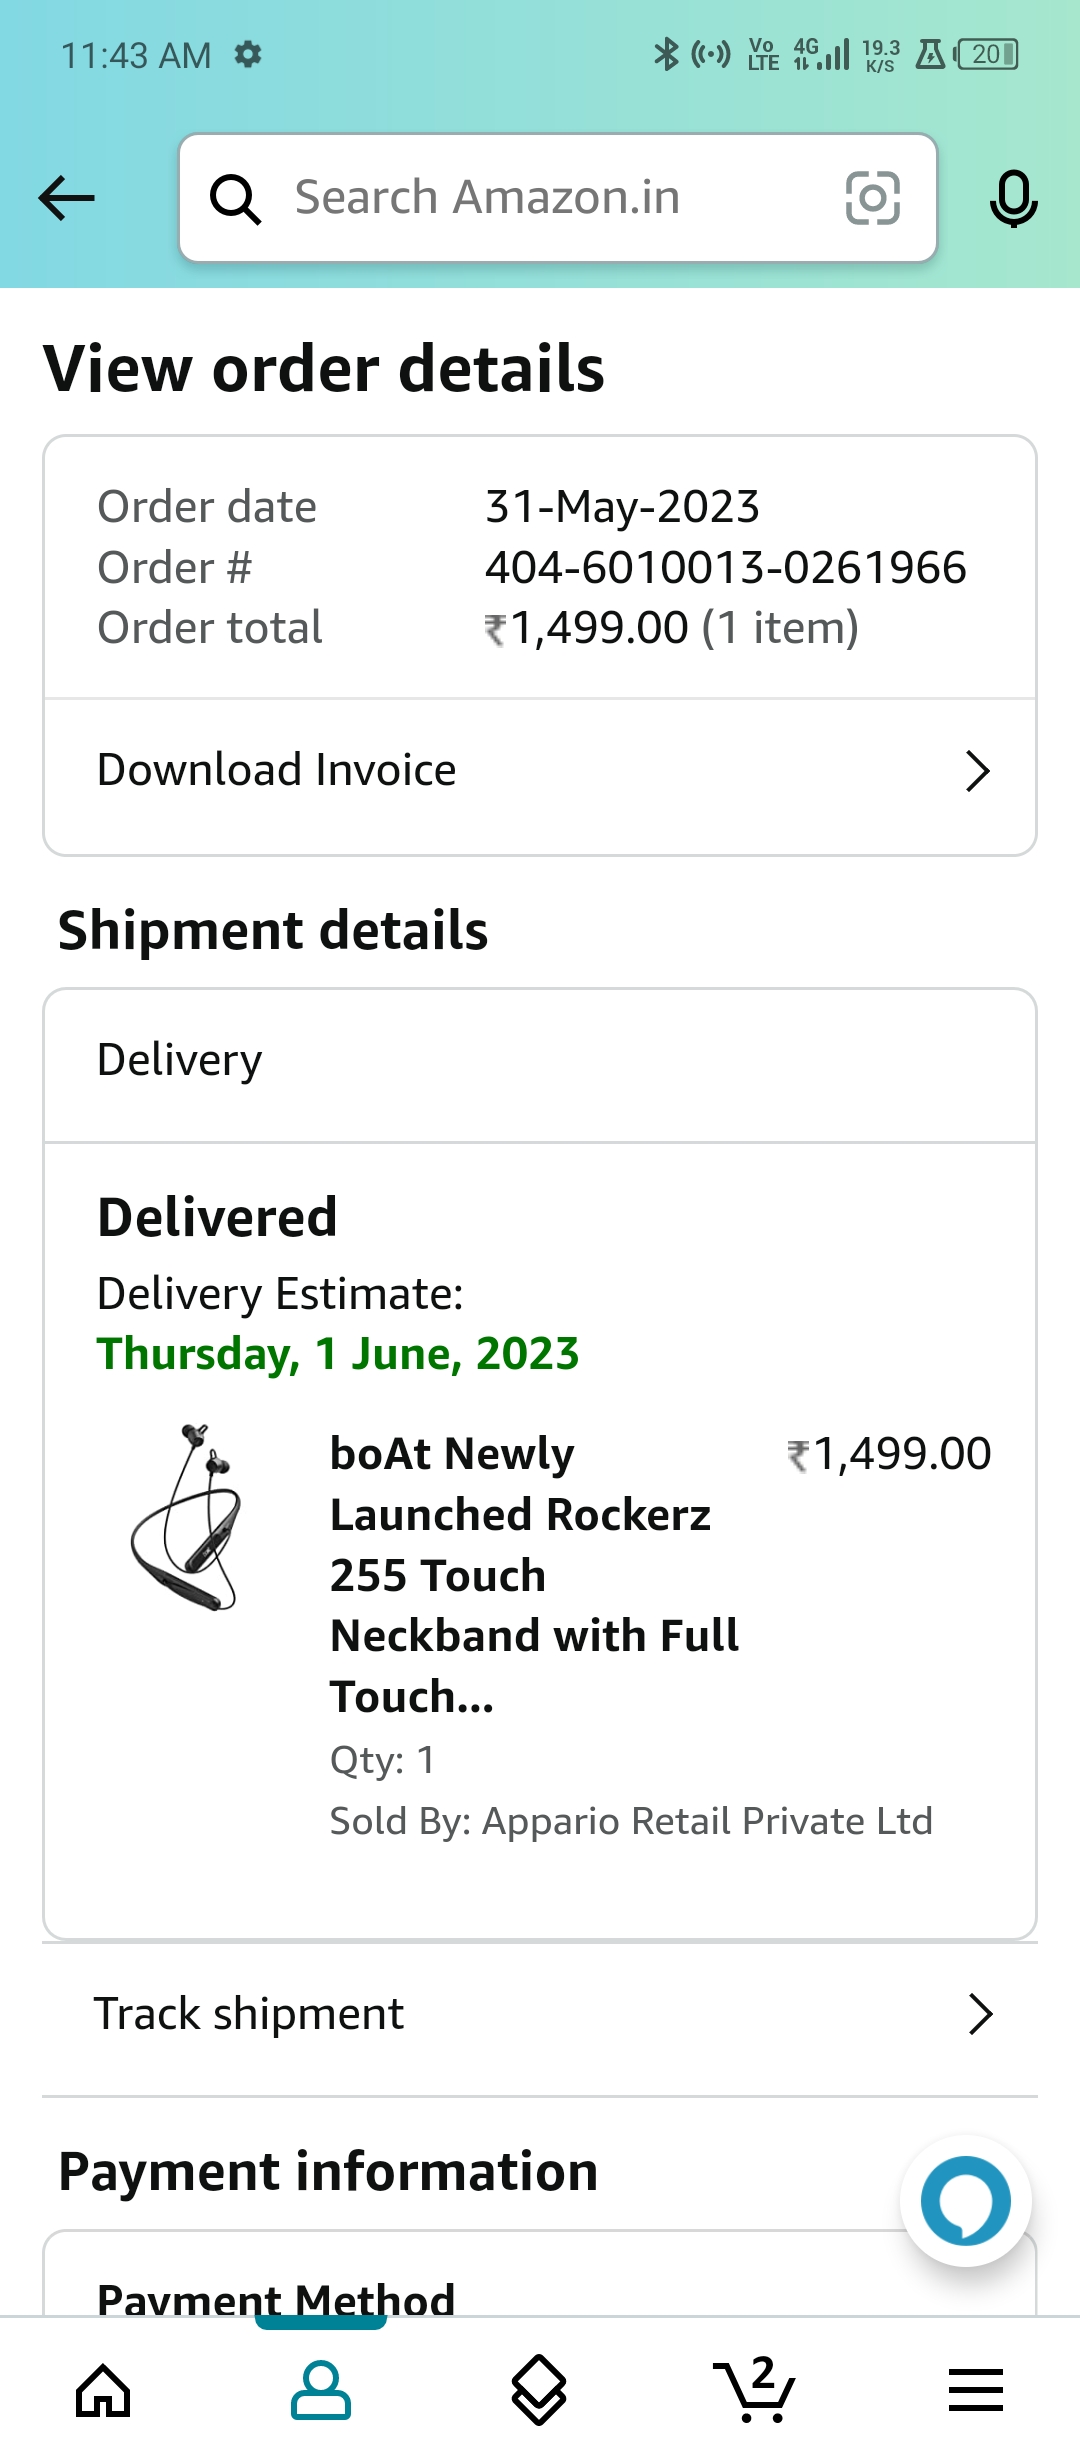 11:43 AM Vo LTE 4G 19.3 K/S 20
Search Amazon.in
View order details
Order date 31-May-2023
Order # 404-6010013-0261966
Order total ₹1,499.00 (1 item)
Download Invoice
Shipment details
Delivery
Delivered
Delivery Estimate:
Thursday, 1 June, 2023
boAt Newly ₹1,499.00
Launched Rockerz
255 Touch
Neckband with Full
Touch...
Qty: 1
Sold By: Appario Retail Private Ltd
Track shipment
Payment information
Payment Method
2